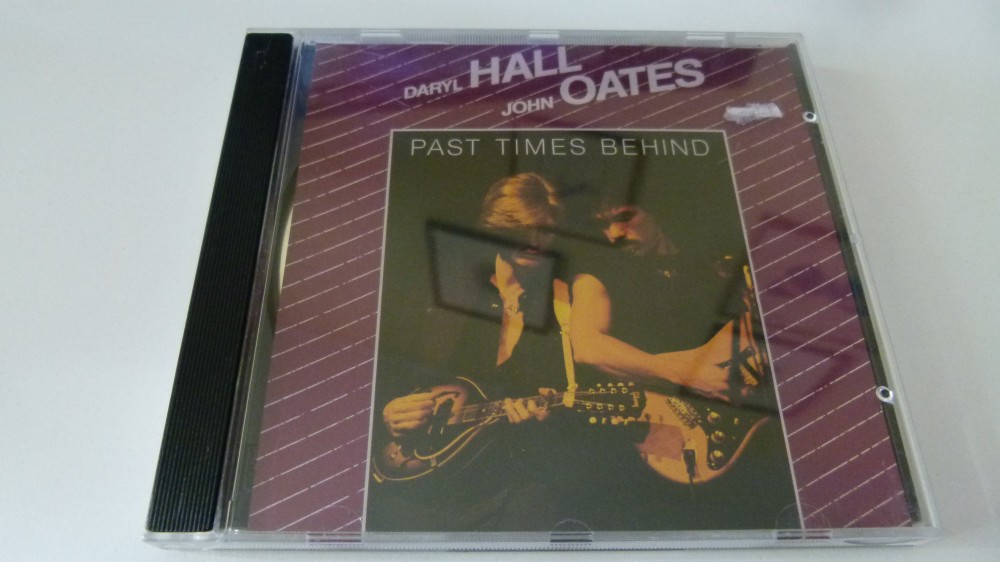 DARYL HALL
JOHN OATES
PAST TIMES BEHIND